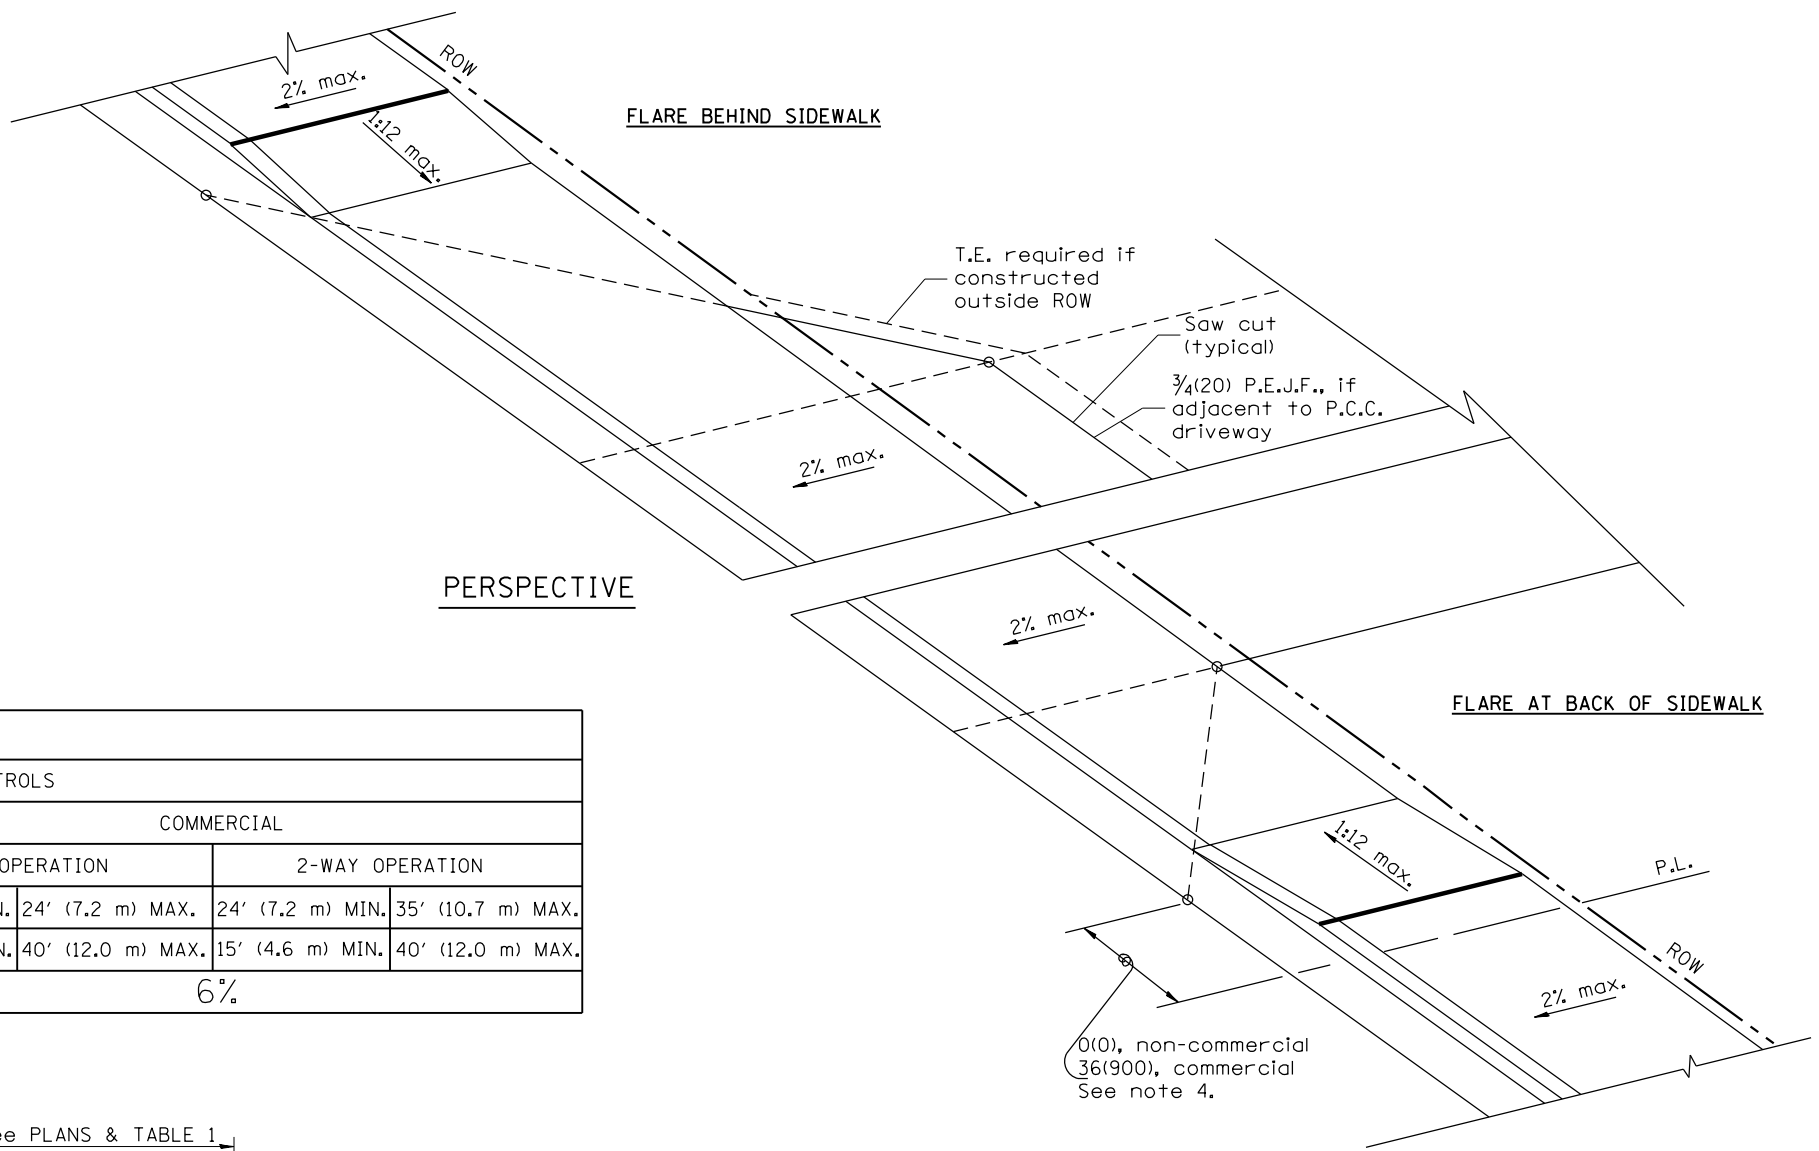 ROW
2% max.
FLARE BEHIND SIDEWALK
1:12 max.
T.E. required if
constructed
outside ROW
Saw cut
(typical)
3/4(20) P.E.J.F., if
adjacent to P.C.C.
driveway
2% max.
PERSPECTIVE
2% max.
FLARE AT BACK OF SIDEWALK
1:12 max.
P.L.
ROW
2% max.
0(0), non-commercial
36(900), commercial
See note 4.
TROLS
COMMERCIAL
OPERATION
2-WAY OPERATION
N. 24' (7.2 m) MAX. 24' (7.2 m) MIN. 35' (10.7 m) MAX.
N. 40' (12.0 m) MAX. 15' (4.6 m) MIN. 40' (12.0 m) MAX.
6%
ee PLANS & TABLE 1